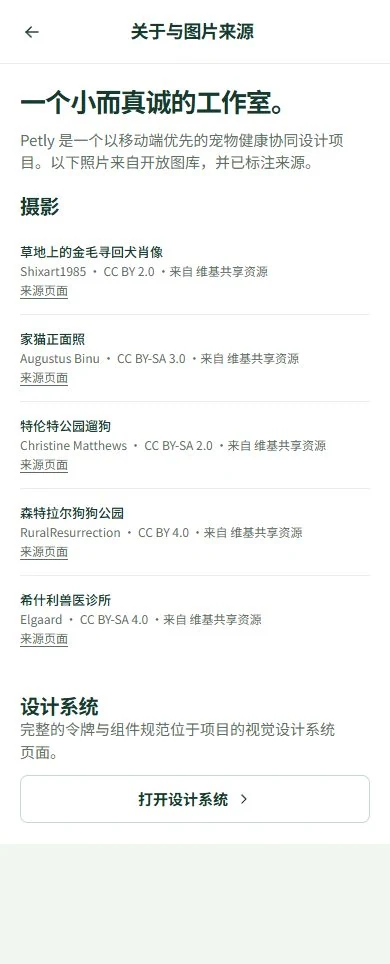 关于与图片来源
一个小而真诚的工作室。
Petly 是一个以移动端优先的宠物健康协同设计项
目。以下照片来自开放图库，并已标注来源。
摄影
草地上的金毛寻回犬肖像
Shixart1985 • CC BY 2.0 • 来自 维基共享资源
来源页面
家猫正面照
Augustus Binu • CC BY-SA 3.0 • 来自 维基共享资源
来源页面
特伦特公园遛狗
Christine Matthews • CC BY-SA 2.0 • 来自 维基共享资源
来源页面
森特拉尔狗狗公园
RuralResurrection • CC BY 4.0 • 来自 维基共享资源
来源页面
希什利兽医诊所
Elgaard • CC BY-SA 4.0 • 来自 维基共享资源
来源页面
设计系统
完整的令牌与组件规范位于项目的视觉设计系统
页面。
打开设计系统